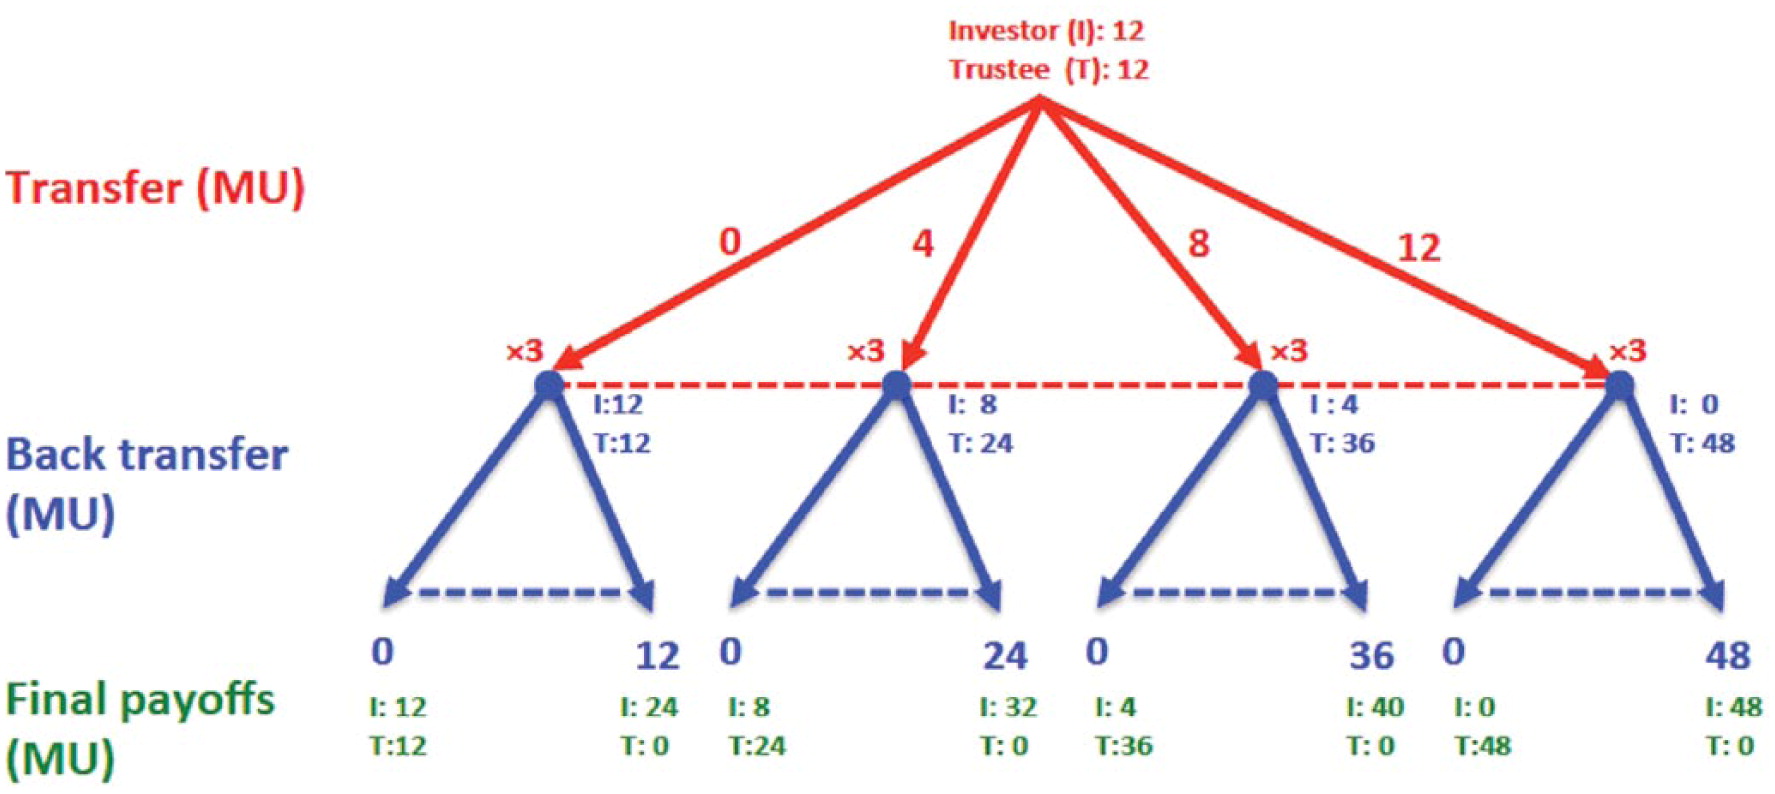 Investor (I): 12
Trustee (T): 12
Transfer (MU)
0 4 8 12
×3 ×3 ×3 ×3
I:12 I: 8 I : 4 I: 0
T:12 T: 24 T: 36 T: 48
Back transfer
(MU)
0 12 0 24 0 36 0 48
Final payoffs
(MU)
I: 12 I: 24 I: 8 I: 32 I: 4 I: 40 I: 0 I: 48
T:12 T: 0 T:24 T: 0 T:36 T: 0 T:48 T: 0